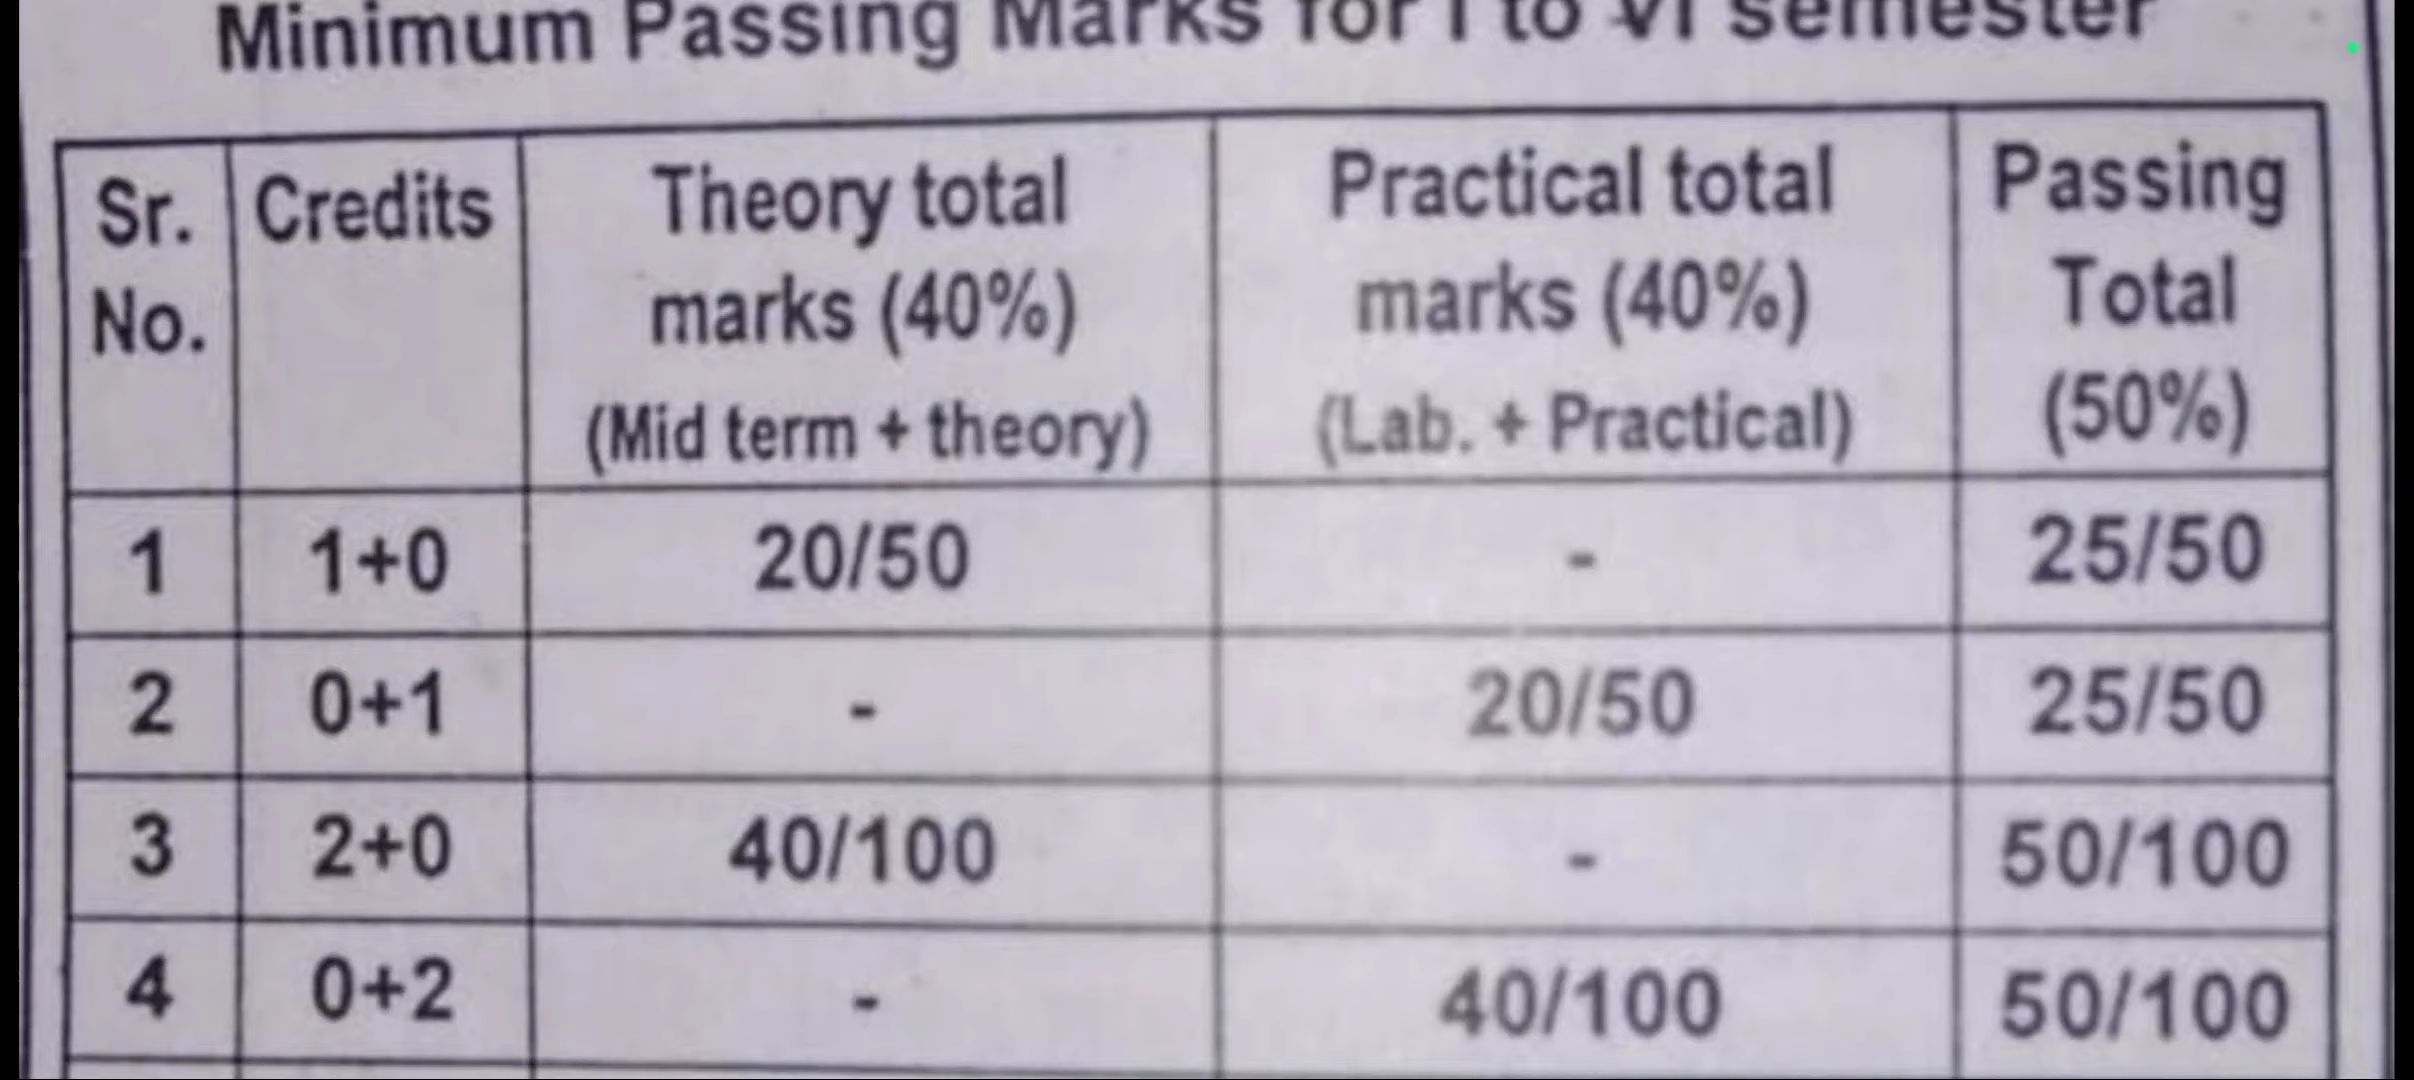 Minimum Passing Marks for I to VI semester
Sr. No. Credits Theory total marks (40%) (Mid term + theory) Practical total marks (40%) (Lab. + Practical) Passing Total (50%)
1 1+0 20/50 - 25/50
2 0+1 - 20/50 25/50
3 2+0 40/100 - 50/100
4 0+2 - 40/100 50/100